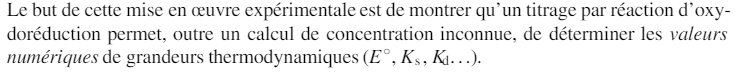 Le but de cette mise en œuvre expérimentale est de montrer qu'un titrage par réaction d'oxy-
doréduction permet, outre un calcul de concentration inconnue, de déterminer les valeurs
numériques de grandeurs thermodynamiques (E°, Ks, Kd…).